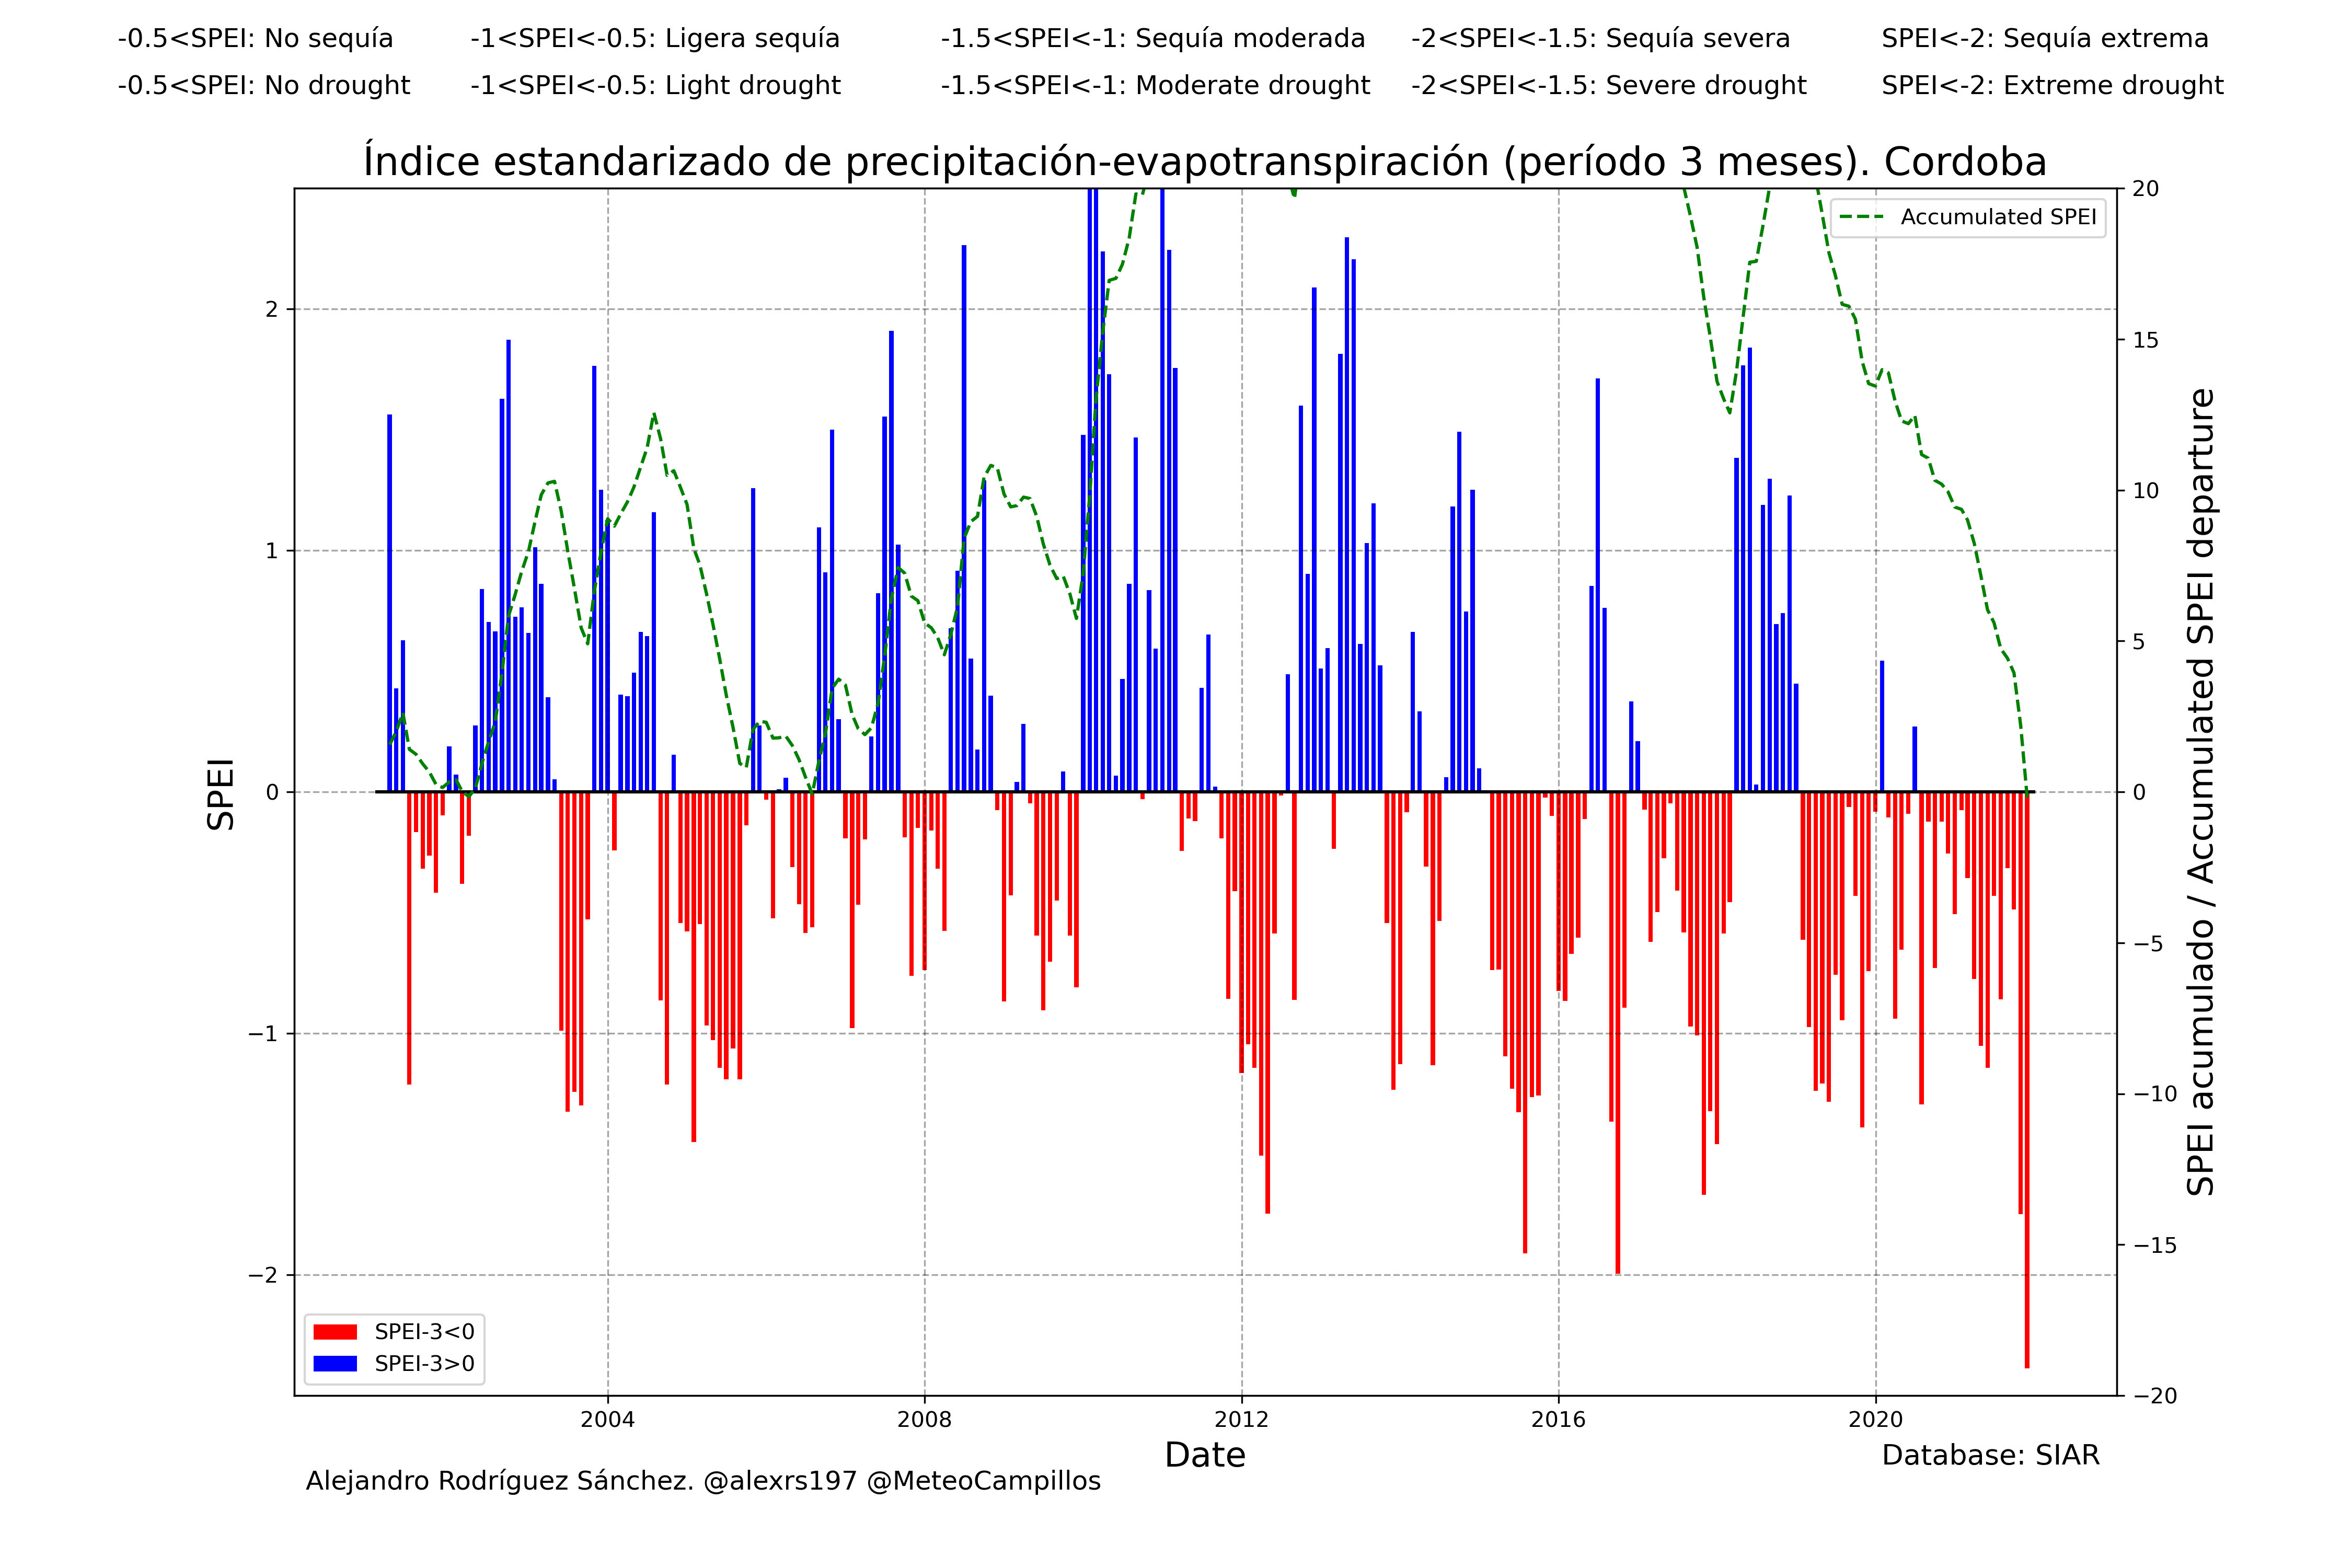 -0.5<SPEI: No sequía -1<SPEI<-0.5: Ligera sequía -1.5<SPEI<-1: Sequía moderada -2<SPEI<-1.5: Sequía severa SPEI<-2: Sequía extrema
-0.5<SPEI: No drought -1<SPEI<-0.5: Light drought -1.5<SPEI<-1: Moderate drought -2<SPEI<-1.5: Severe drought SPEI<-2: Extreme drought
Índice estandarizado de precipitación-evapotranspiración (período 3 meses). Cordoba
Accumulated SPEI
SPEI
2
1
0
−1
−2
20
15
10
5
0
−5
−10
−15
−20
SPEI acumulado / Accumulated SPEI departure
SPEI-3<0
SPEI-3>0
2004 2008 2012 2016 2020
Date
Database: SIAR
Alejandro Rodríguez Sánchez. @alexrs197 @MeteoCampillos